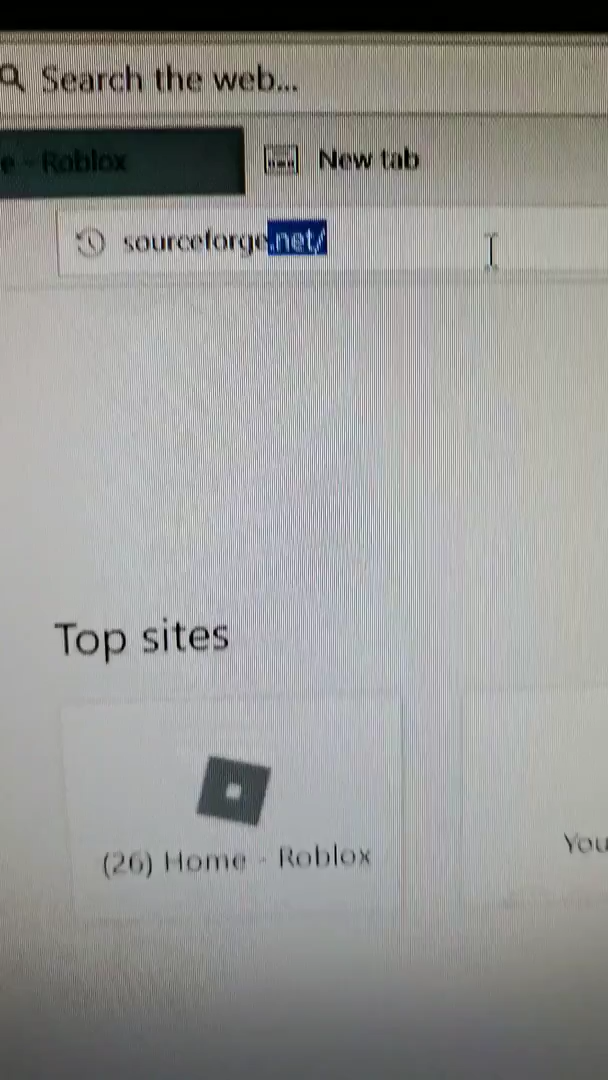 Search the web...
e - Roblox
New tab
sourceforge.net/
Top sites
(26) Home - Roblox
You